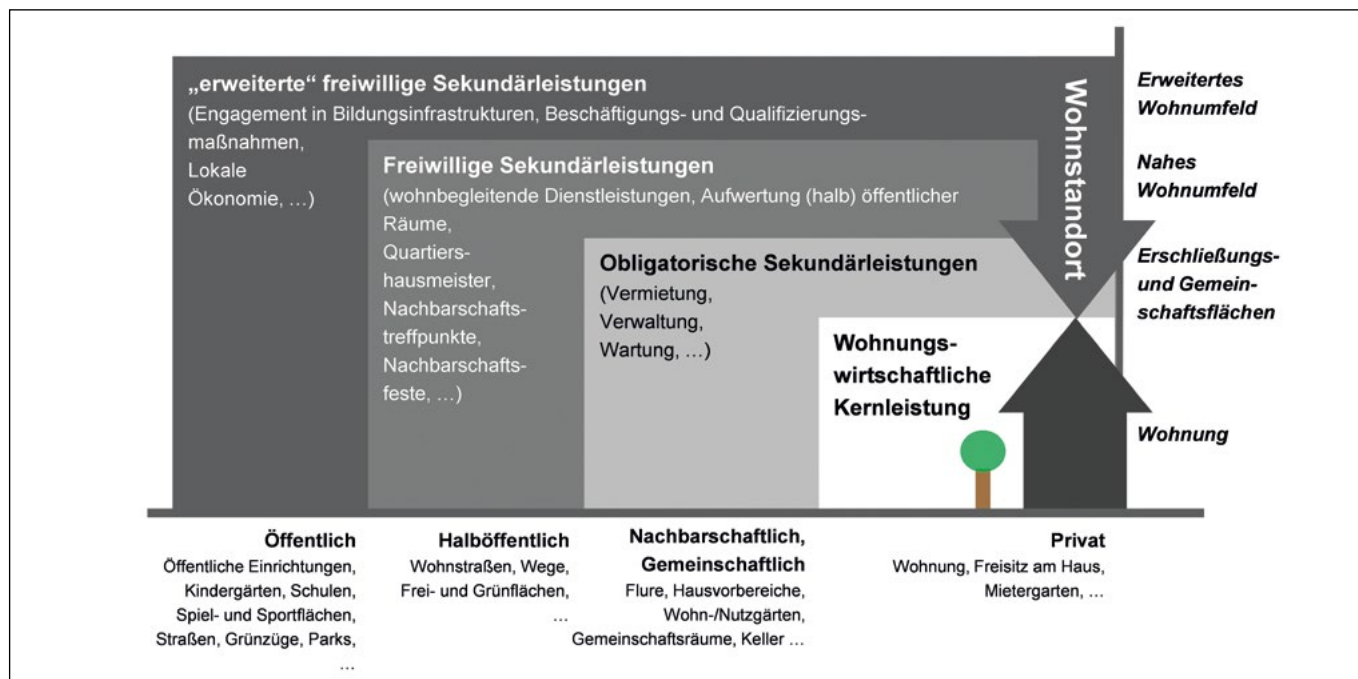 „erweiterte“ freiwillige Sekundärleistungen
(Engagement in Bildungsinfrastrukturen, Beschäftigungs- und Qualifizierungs-
maßnahmen,
Lokale
Ökonomie, …)
Freiwillige Sekundärleistungen
(wohnbegleitende Dienstleistungen, Aufwertung (halb) öffentlicher
Räume,
Quartiers-
hausmeister,
Nachbarschafts-
treffpunkte,
Nachbarschafts-
feste, …)
Obligatorische Sekundärleistungen
(Vermietung,
Verwaltung,
Wartung, …)
Wohnungs-
wirtschaftliche
Kernleistung
Wohnstandort
Erweitertes
Wohnumfeld
Nahes
Wohnumfeld
Erschließungs-
und Gemein-
schaftsflächen
Wohnung
Öffentlich
Öffentliche Einrichtungen,
Kindergärten, Schulen,
Spiel- und Sportflächen,
Straßen, Grünzüge, Parks,
…
Halböffentlich
Wohnstraßen, Wege,
Frei- und Grünflächen,
…
Nachbarschaftlich,
Gemeinschaftlich
Flure, Hausvorbereiche,
Wohn-/Nutzgärten,
Gemeinschaftsräume, Keller …
Privat
Wohnung, Freisitz am Haus,
Mietergarten, …